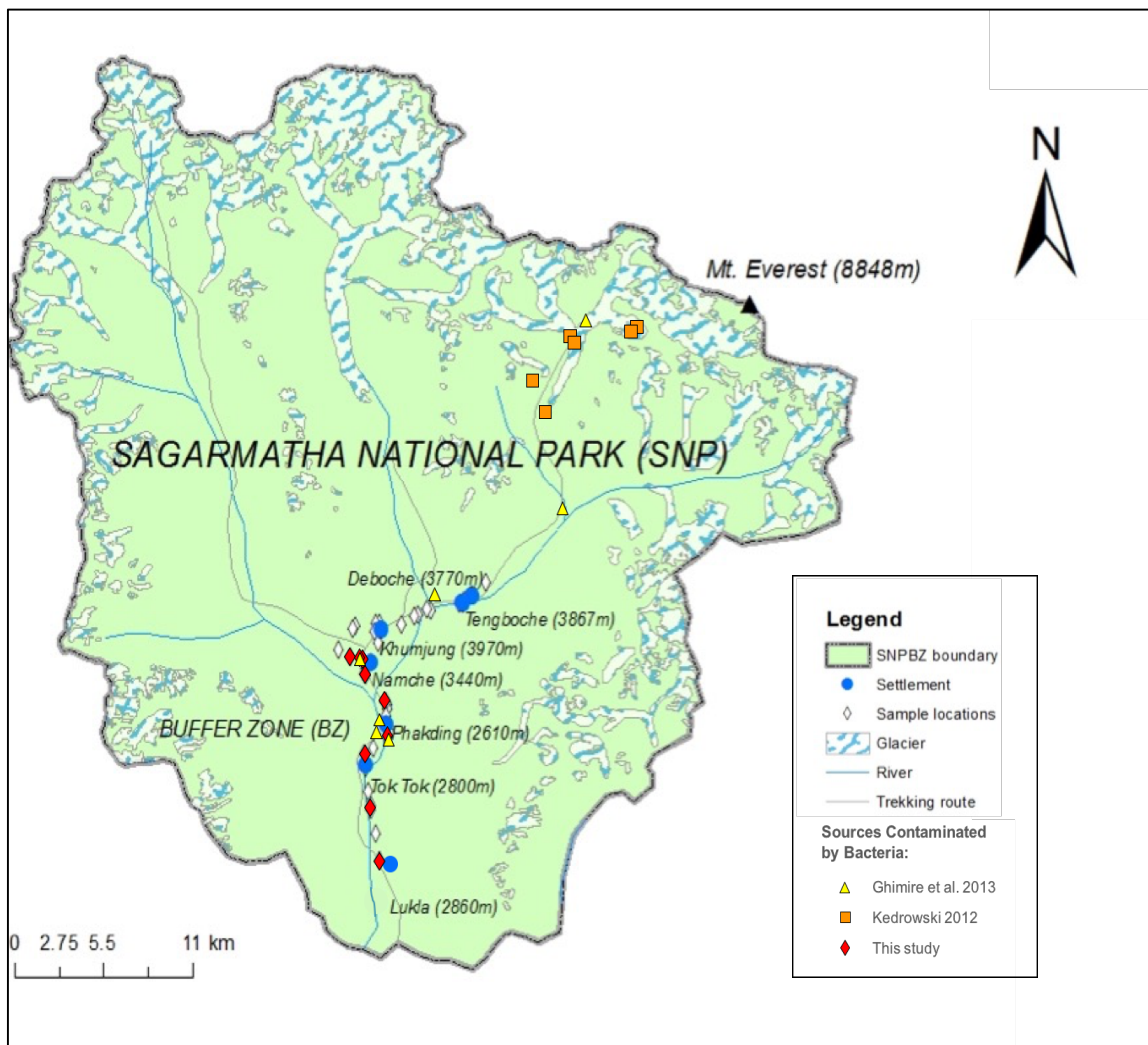 N
Mt. Everest (8848m)
SAGARMATHA NATIONAL PARK (SNP)
Deboche (3770m)
Tengboche (3867m)
Khumjung (3970m)
Namche (3440m)
BUFFER ZONE (BZ)
Phakding (2610m)
Tok Tok (2800m)
Lukla (2860m)
0 2.75 5.5 11 km
Legend
SNPBZ boundary
Settlement
Sample locations
Glacier
River
Trekking route
Sources Contaminated
by Bacteria:
Ghimire et al. 2013
Kedrowski 2012
This study